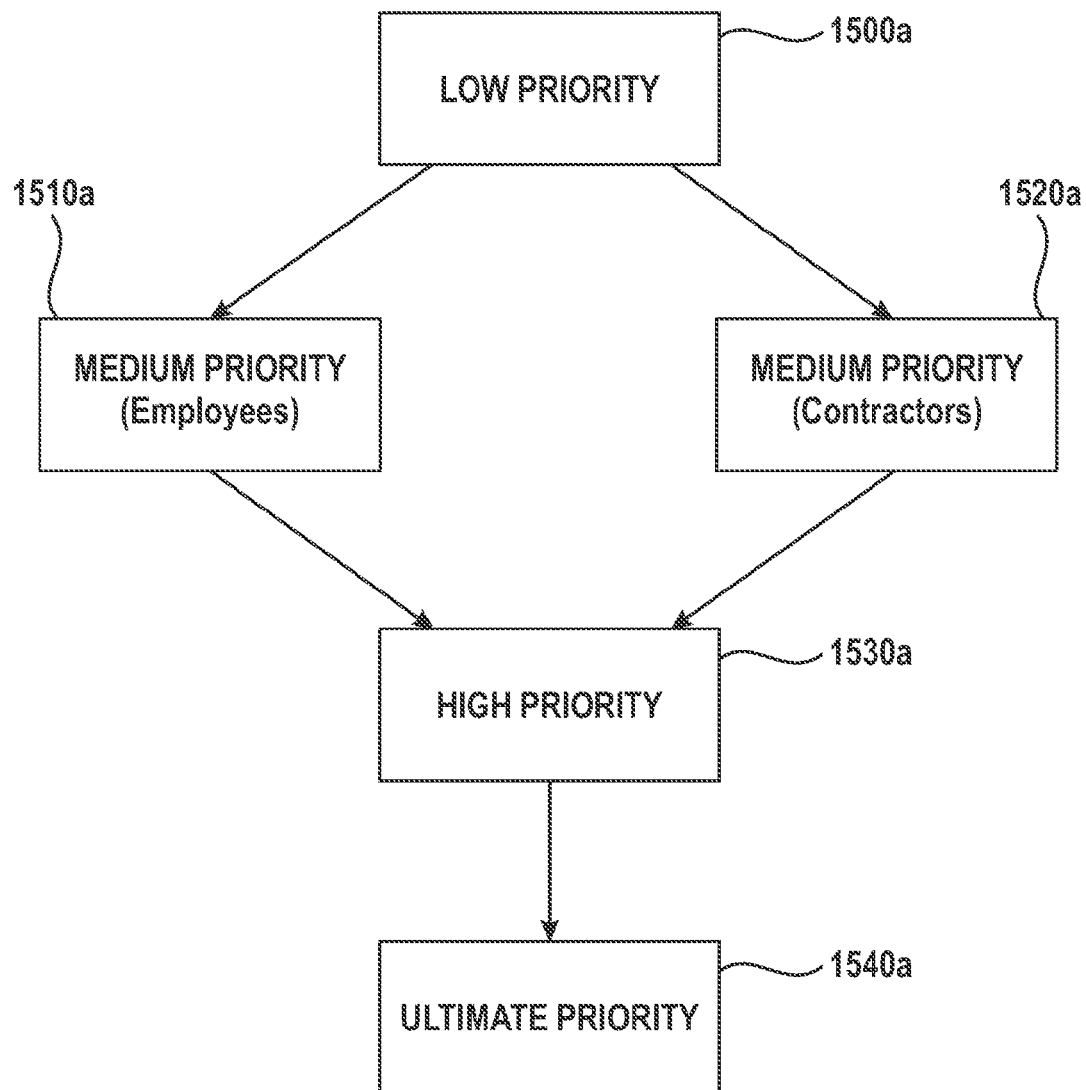 1500a
LOW PRIORITY
1510a
1520a
MEDIUM PRIORITY
(Employees)
MEDIUM PRIORITY
(Contractors)
1530a
HIGH PRIORITY
1540a
ULTIMATE PRIORITY